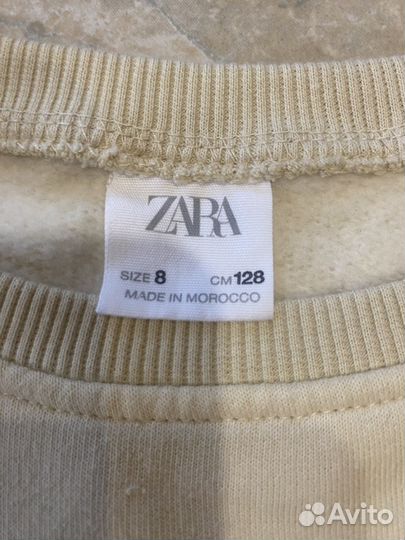 ZARA
SIZE 8 CM 128
MADE IN MOROCCO
Avito